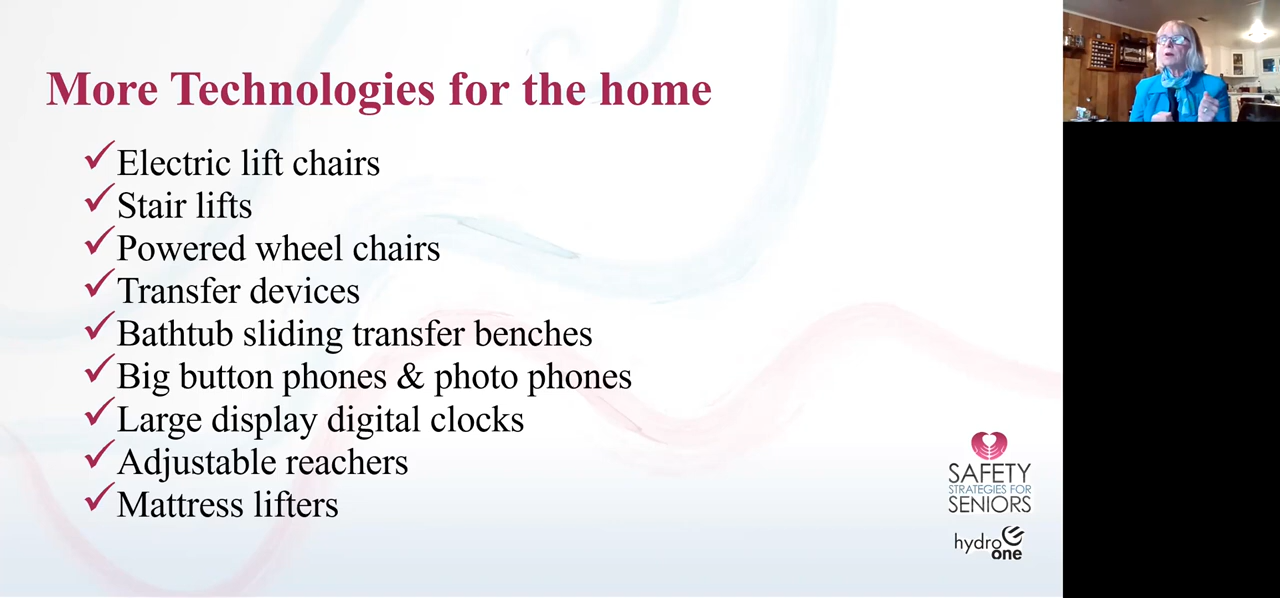 More Technologies for the home
Electric lift chairs
Stair lifts
Powered wheel chairs
Transfer devices
Bathtub sliding transfer benches
Big button phones & photo phones
Large display digital clocks
Adjustable reachers
Mattress lifters
SAFETY
STRATEGIES FOR
SENIORS
hydro
one